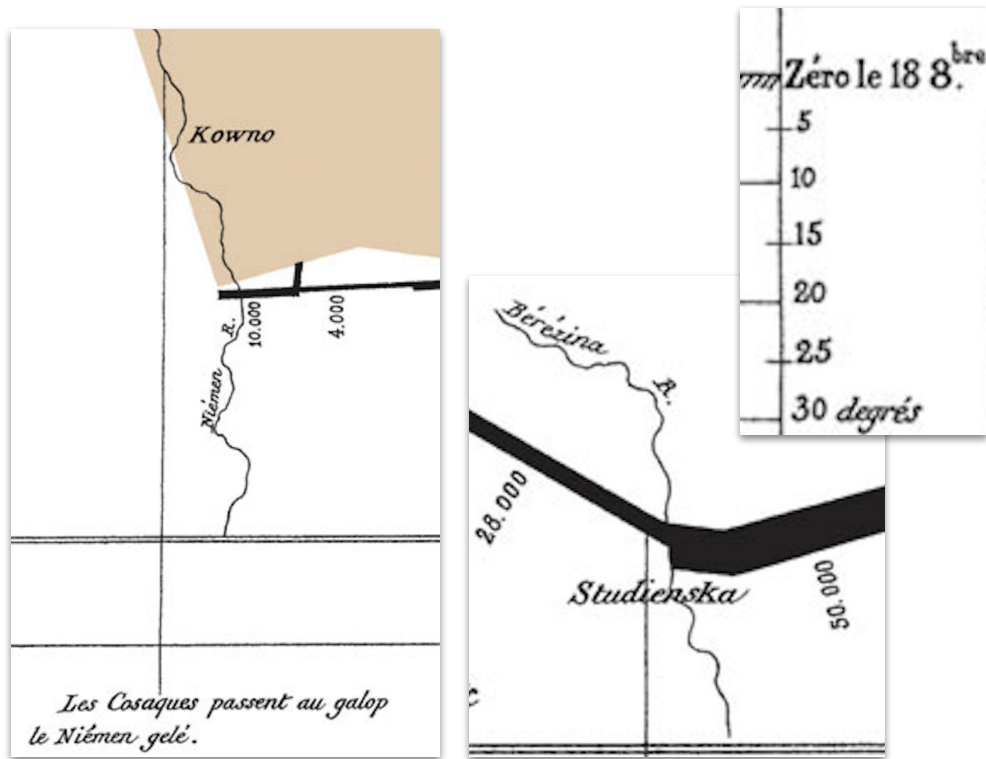 Kowno
Niémen R.
10.000
4.000
Les Cosaques passent au galop
le Niémen gelé.
Bérézina R.
28.000
Studienska
50.000
c
Zéro le 18 8.bre
5
10
15
20
25
30 degrés